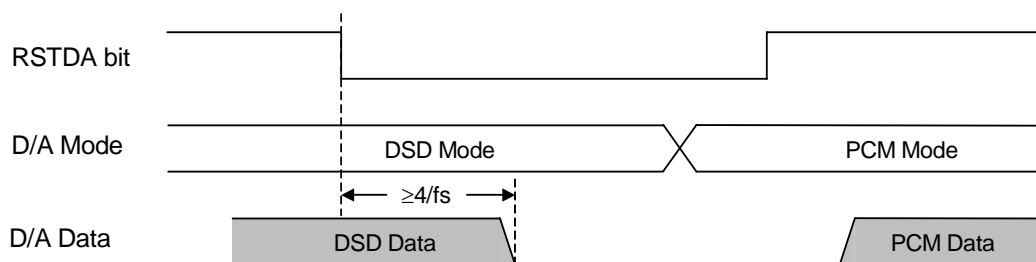 RSTDA bit
D/A Mode
DSD Mode
PCM Mode
≥4/fs
D/A Data
DSD Data
PCM Data